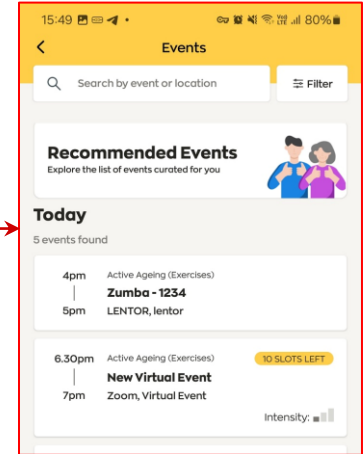 15:49 80%
Events
Search by event or location
Filter
Recommended Events
Explore the list of events curated for you
Today
5 events found
4pm Active Ageing (Exercises)
Zumba - 1234
5pm LENTOR, lentor
6.30pm Active Ageing (Exercises) 10 SLOTS LEFT
New Virtual Event
7pm Zoom, Virtual Event
Intensity: